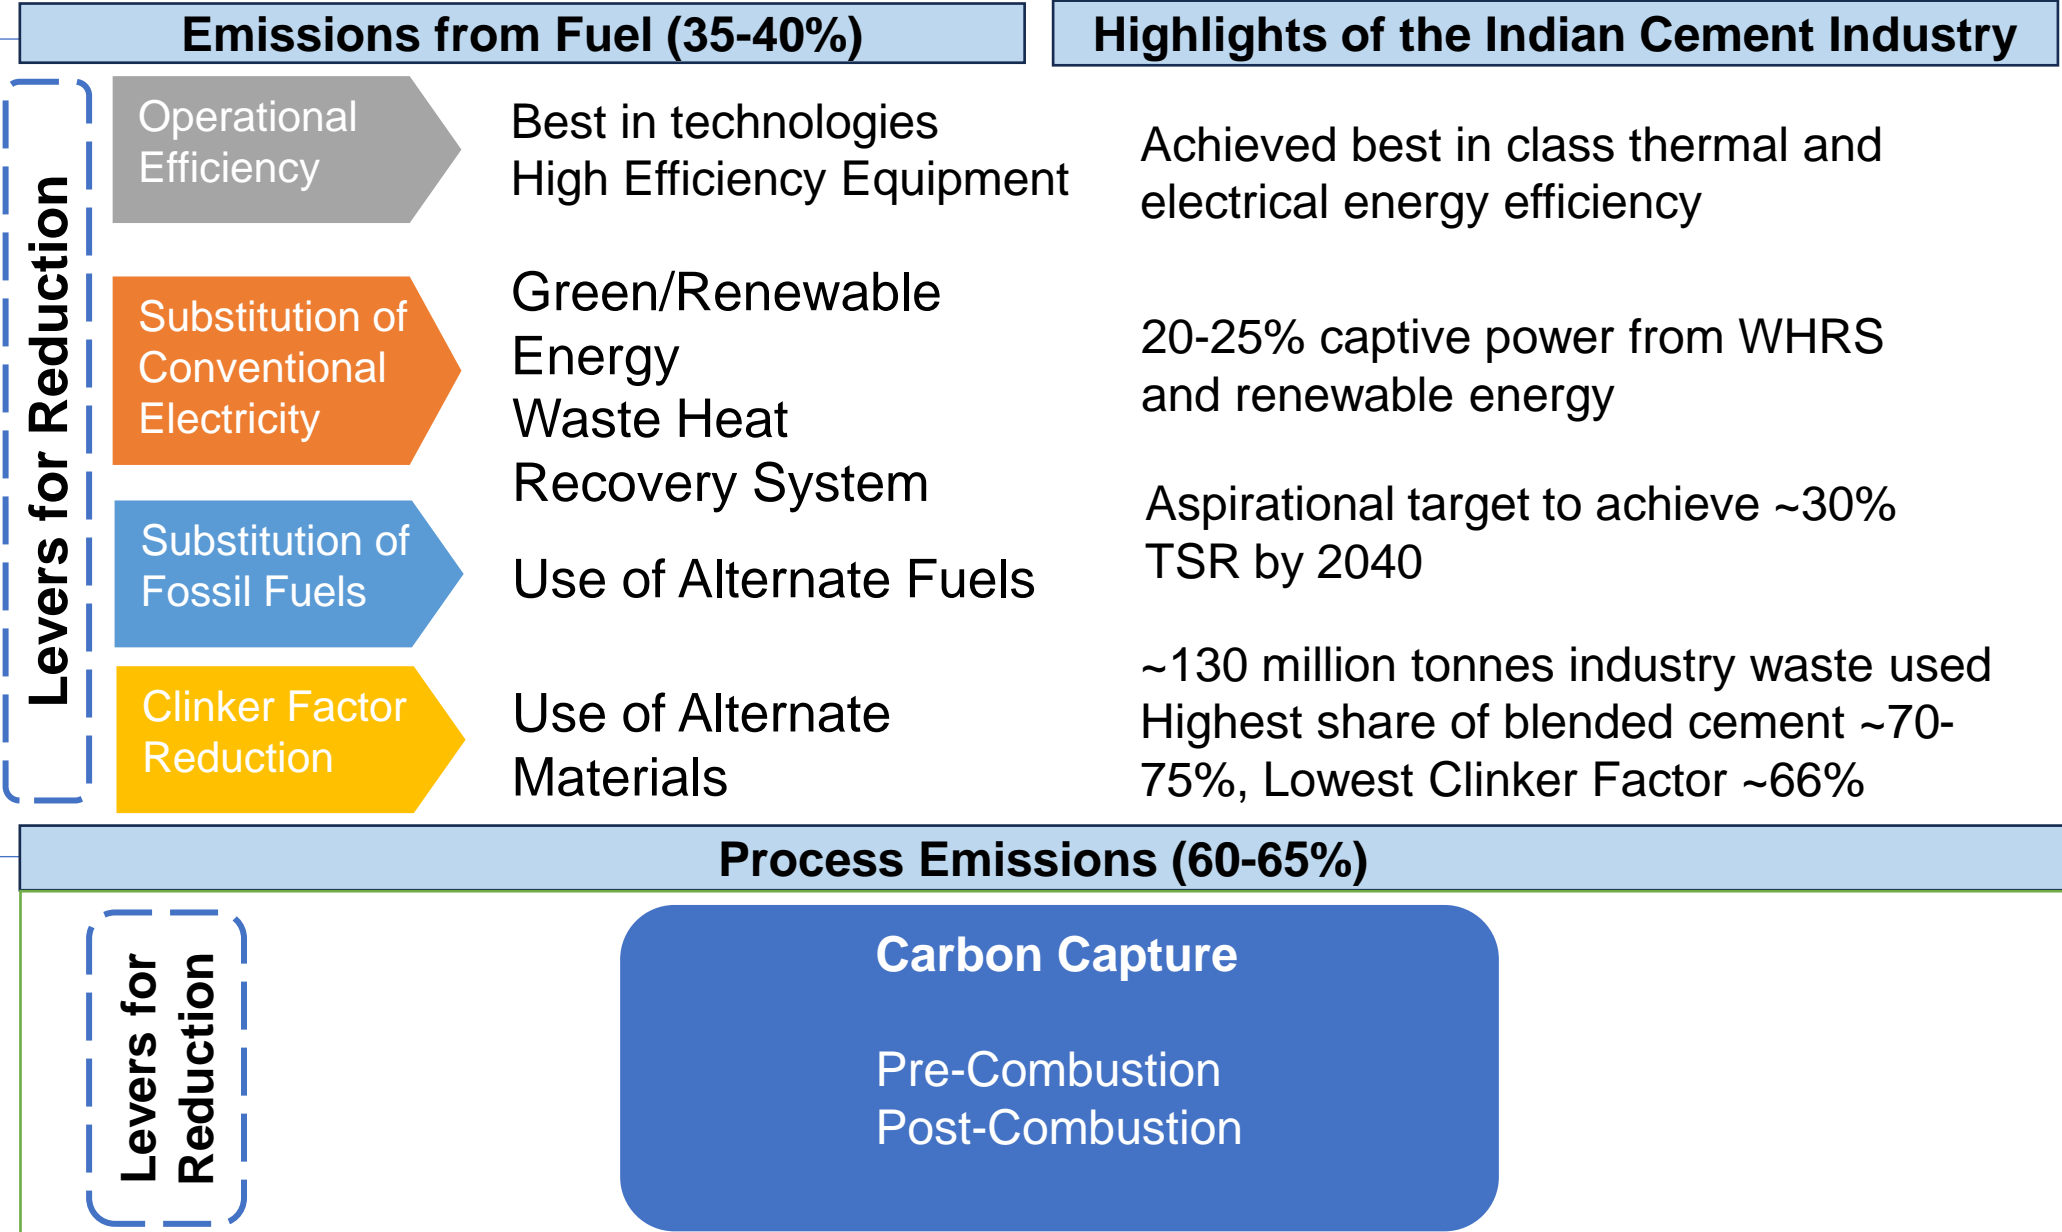 Emissions from Fuel (35-40%)
Highlights of the Indian Cement Industry
Levers for Reduction
Operational
Efficiency
Best in technologies
High Efficiency Equipment
Achieved best in class thermal and
electrical energy efficiency
Substitution of
Conventional
Electricity
Green/Renewable
Energy
Waste Heat
Recovery System
20-25% captive power from WHRS
and renewable energy
Substitution of
Fossil Fuels
Use of Alternate Fuels
Aspirational target to achieve ~30%
TSR by 2040
Clinker Factor
Reduction
Use of Alternate
Materials
~130 million tonnes industry waste used
Highest share of blended cement ~70-
75%, Lowest Clinker Factor ~66%
Process Emissions (60-65%)
Levers for
Reduction
Carbon Capture
Pre-Combustion
Post-Combustion